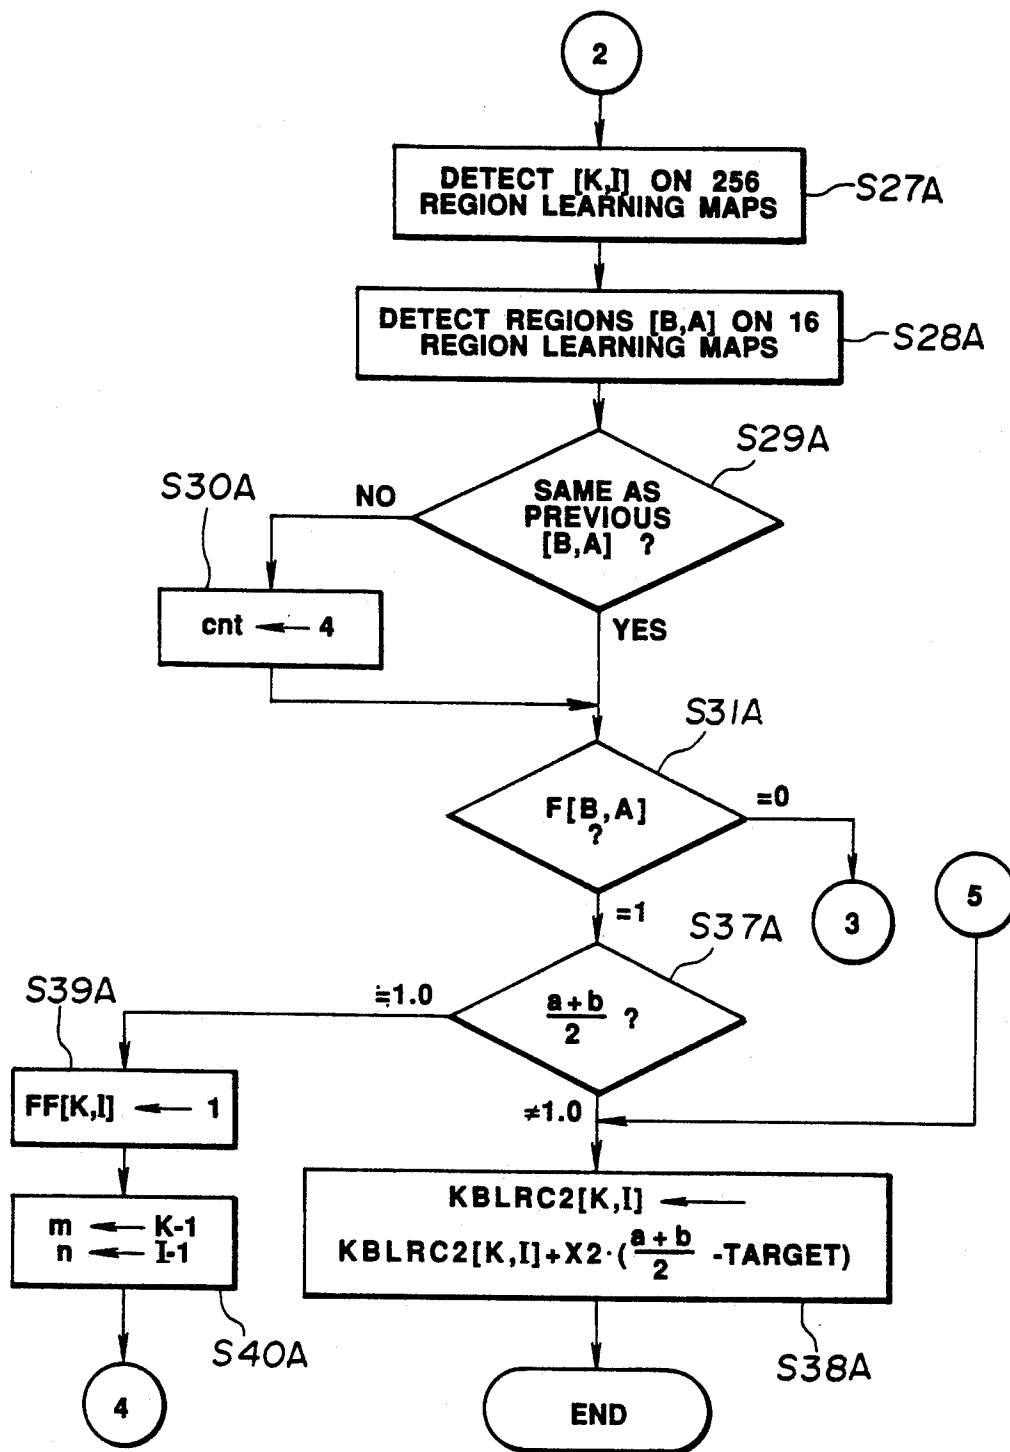 2
DETECT [K,I] ON 256
REGION LEARNING MAPS
S27A
DETECT REGIONS [B,A] ON 16
REGION LEARNING MAPS
S28A
S29A
SAME AS
PREVIOUS
[B,A] ?
NO
YES
S30A
cnt ← 4
S31A
F[B,A]
?
=0
=1
3
5
S37A
a+b
2
?
≒1.0
≠1.0
S39A
FF[K,I] ← 1
m ← K-1
n ← I-1
S40A
4
KBLRC2[K,I] ←
KBLRC2[K,I]+X2·(a+b/2 -TARGET)
S38A
END